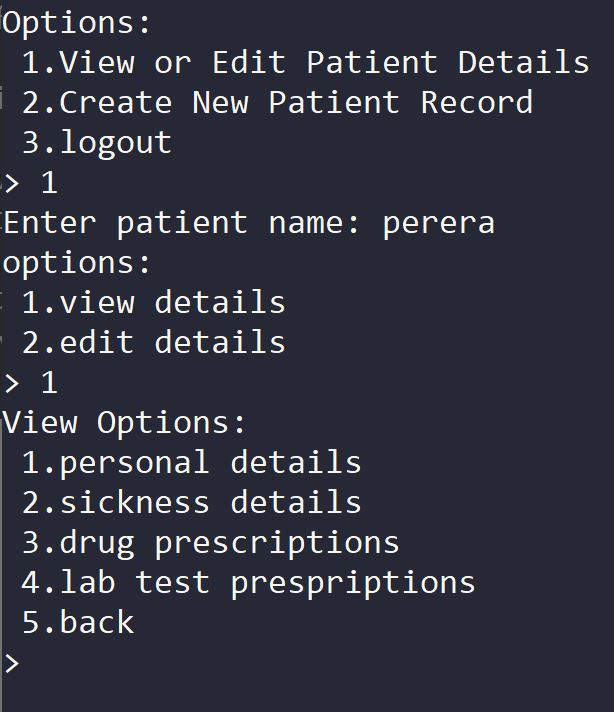 Options:
1.View or Edit Patient Details
2.Create New Patient Record
3.logout
> 1
Enter patient name: perera
options:
1.view details
2.edit details
> 1
View Options:
1.personal details
2.sickness details
3.drug prescriptions
4.lab test prespriptions
5.back
>